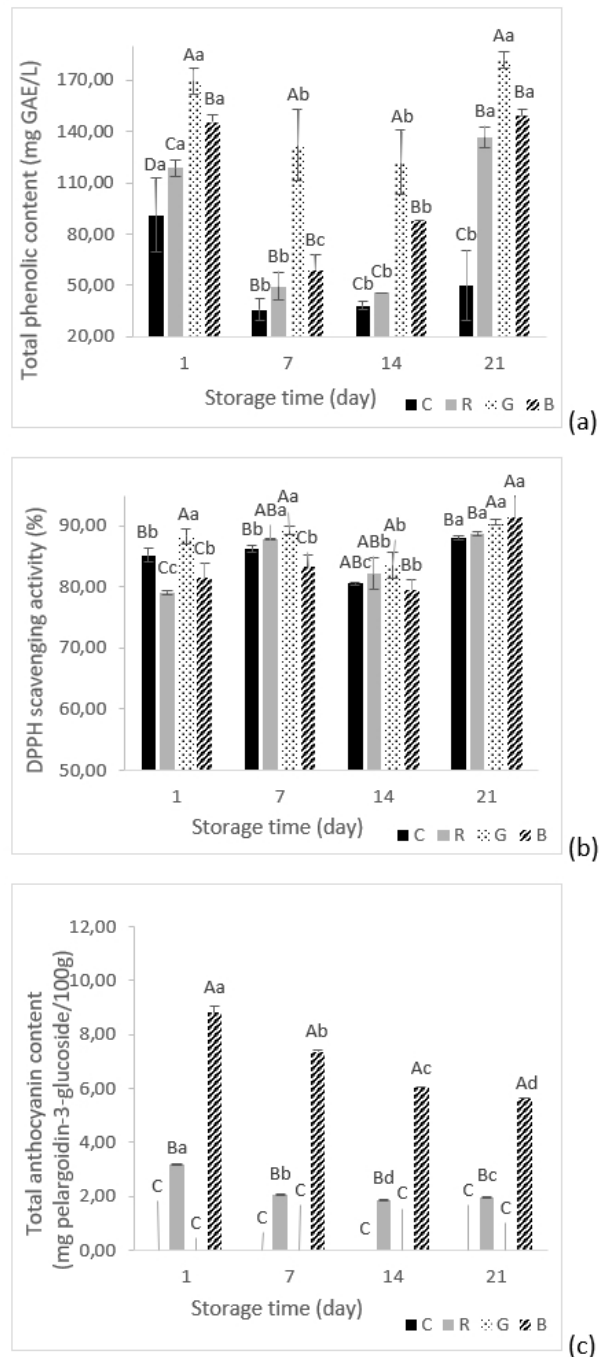 Total phenolic content (mg GAE/L)
170,00
140,00
110,00
80,00
50,00
20,00
Da Ca Aa Ba
Bb Bb Ab Bc
Cb Cb Ab Bb
Cb Ba Aa Ba
1 7 14 21
Storage time (day)
C R G B
(a)
DPPH scavenging activity (%)
90,00
80,00
70,00
60,00
50,00
Bb Cc Aa Cb
Bb ABa Aa Cb
ABc ABb Ab Bb
Ba Ba Aa Aa
1 7 14 21
Storage time (day)
C R G B
(b)
Total anthocyanin content
(mg pelargoidin-3-glucoside/100g)
12,00
10,00
8,00
6,00
4,00
2,00
0,00
C Ba C Aa
C Bb C Ab
C Bd C Ac
C Bc C Ad
1 7 14 21
Storage time (day)
C R G B
(c)